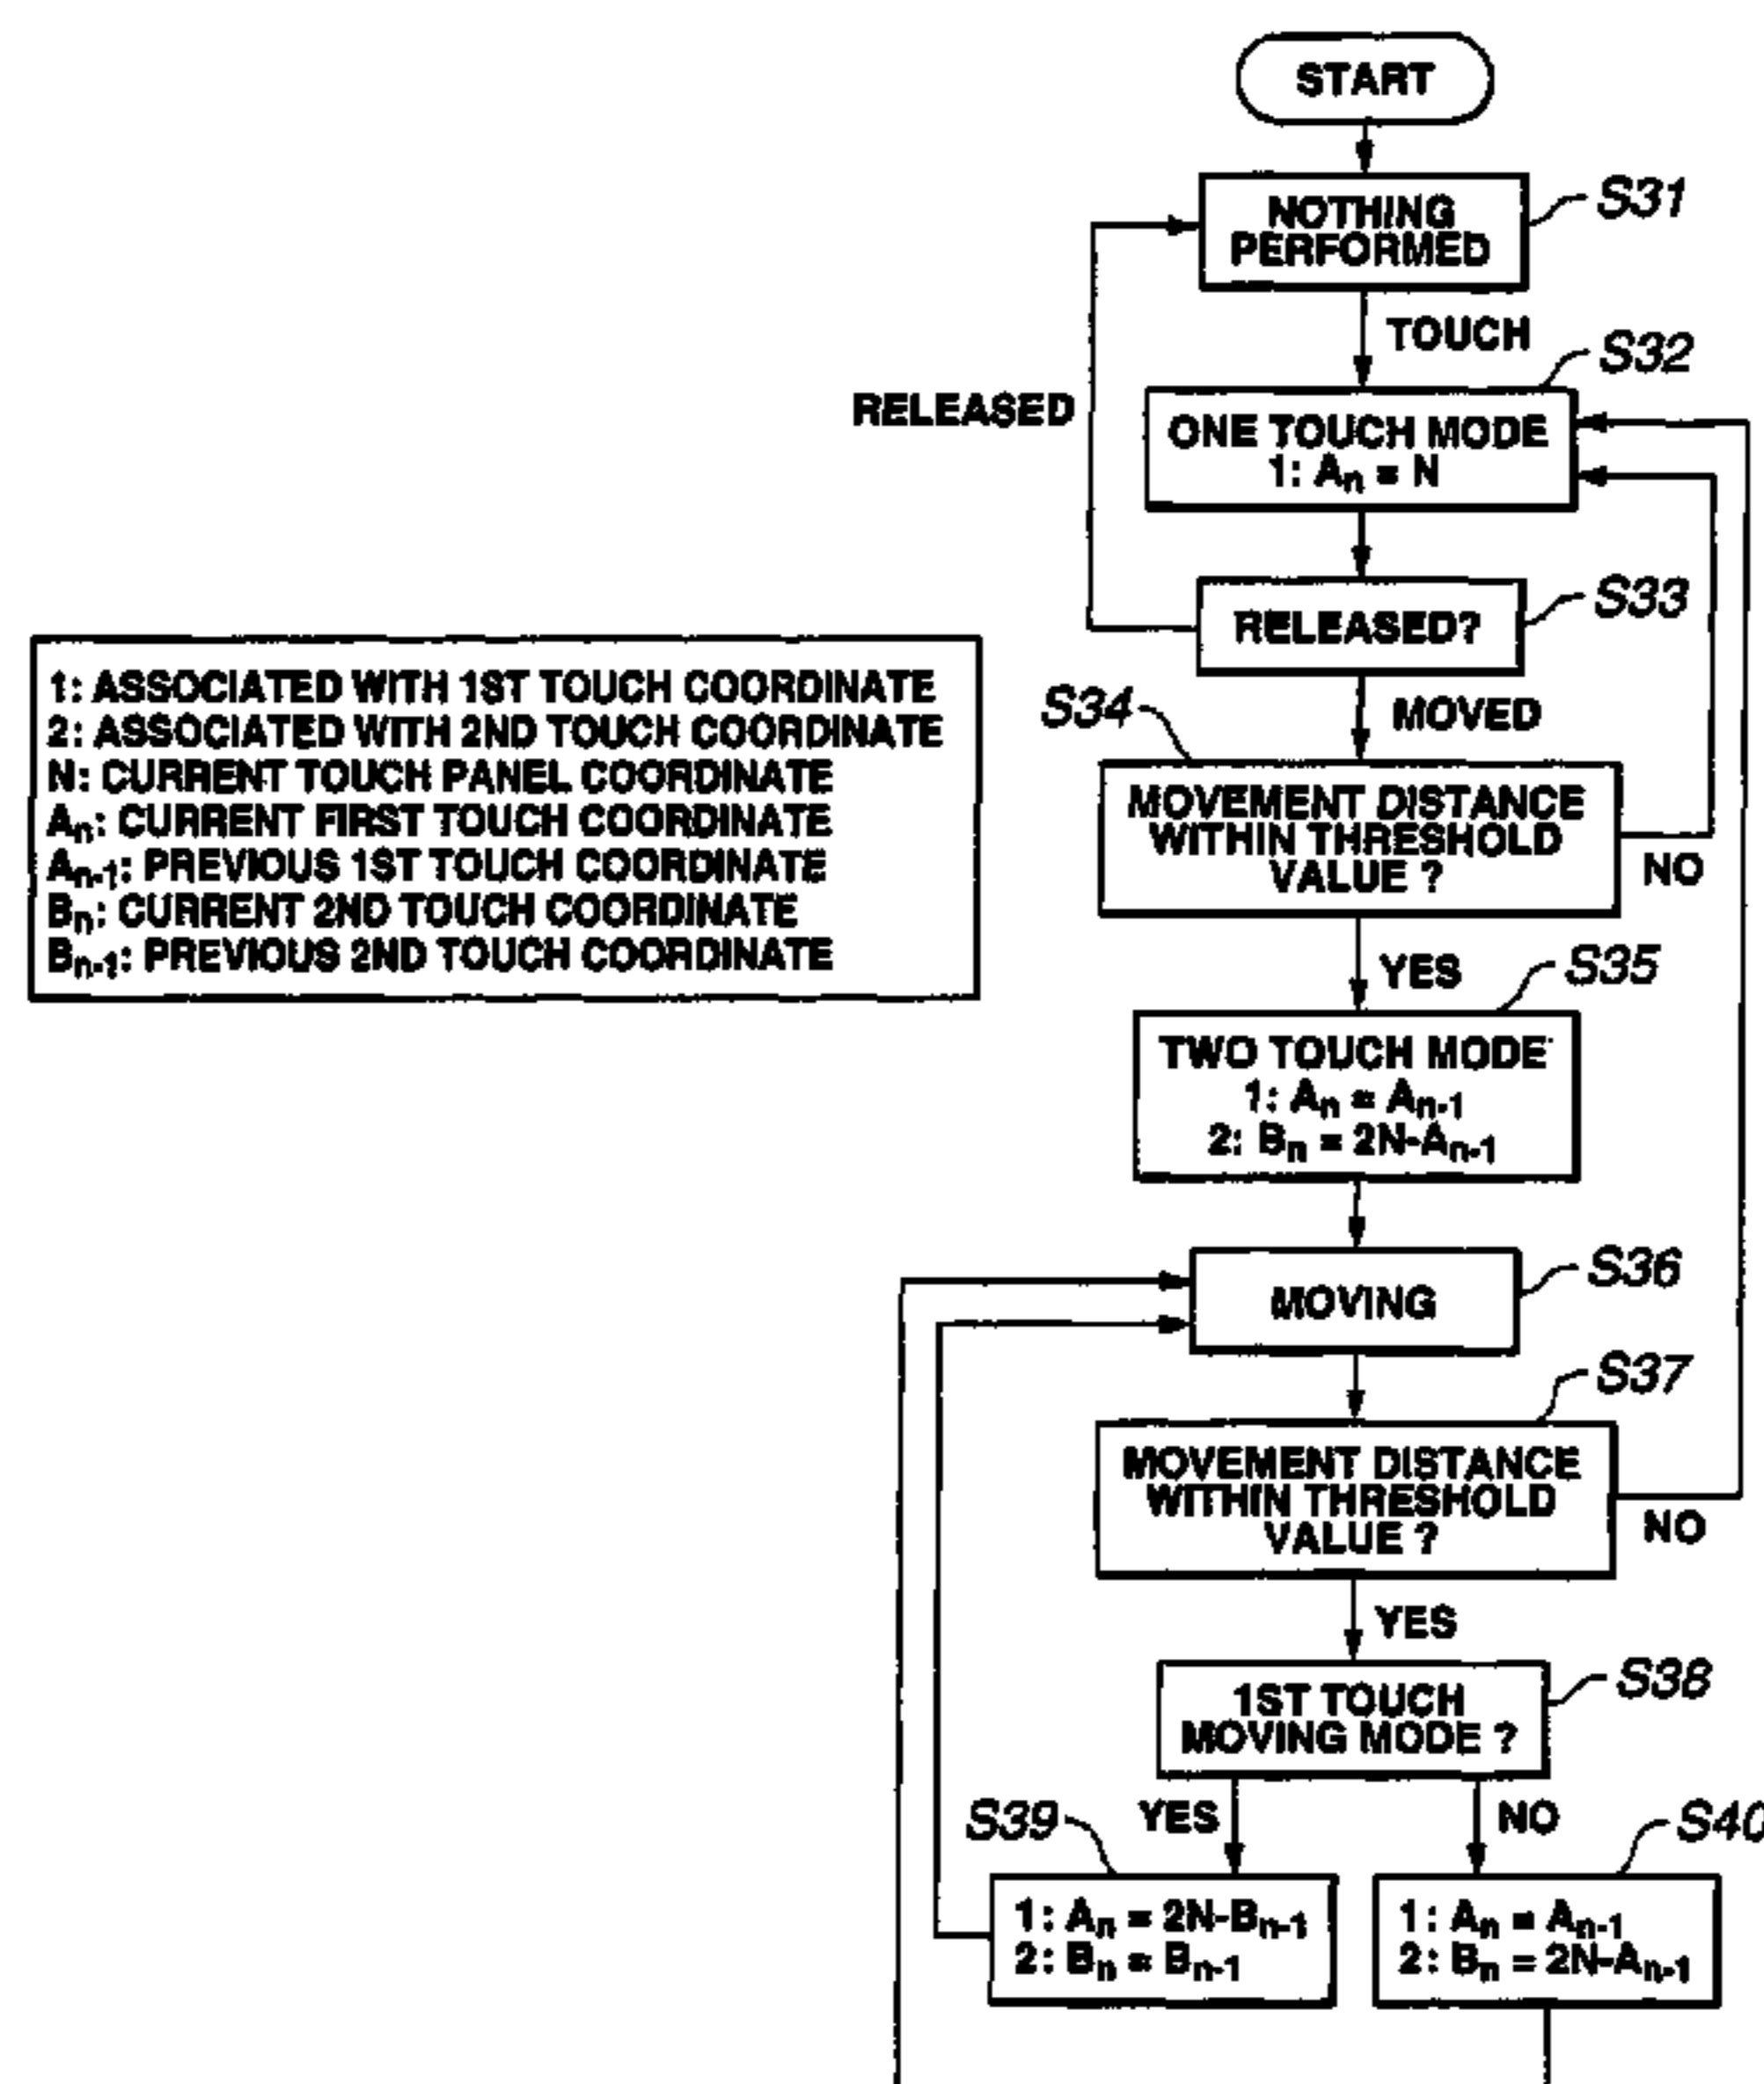 START
NOTHING
PERFORMED
S31
TOUCH
S32
RELEASED
ONE TOUCH MODE
1: Aₙ = N
S33
RELEASED?
1: ASSOCIATED WITH 1ST TOUCH COORDINATE
2: ASSOCIATED WITH 2ND TOUCH COORDINATE
N: CURRENT TOUCH PANEL COORDINATE
Aₙ: CURRENT FIRST TOUCH COORDINATE
Aₙ₋₁: PREVIOUS 1ST TOUCH COORDINATE
Bₙ: CURRENT 2ND TOUCH COORDINATE
Bₙ₋₁: PREVIOUS 2ND TOUCH COORDINATE
S34
MOVED
MOVEMENT DISTANCE
WITHIN THRESHOLD
VALUE ?
NO
YES
S35
TWO TOUCH MODE
1: Aₙ = Aₙ₋₁
2: Bₙ = 2N-Aₙ₋₁
S36
MOVING
S37
MOVEMENT DISTANCE
WITHIN THRESHOLD
VALUE ?
NO
YES
S38
1ST TOUCH
MOVING MODE ?
S39
YES
NO
S40
1: Aₙ = 2N-Bₙ₋₁
2: Bₙ = Bₙ₋₁
1: Aₙ = Aₙ₋₁
2: Bₙ = 2N-Aₙ₋₁